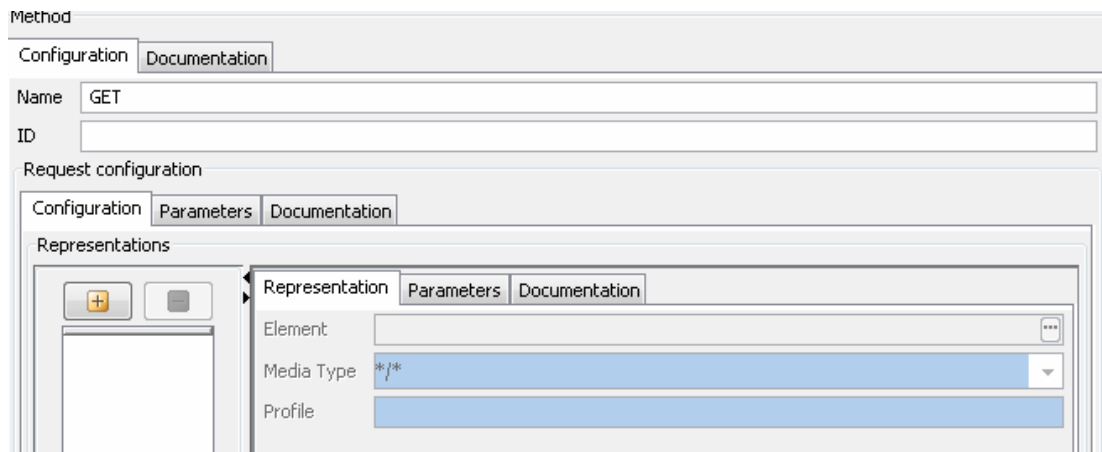 Method
Configuration Documentation
Name GET
ID
Request configuration
Configuration Parameters Documentation
Representations
Representation Parameters Documentation
Element
Media Type */*
Profile